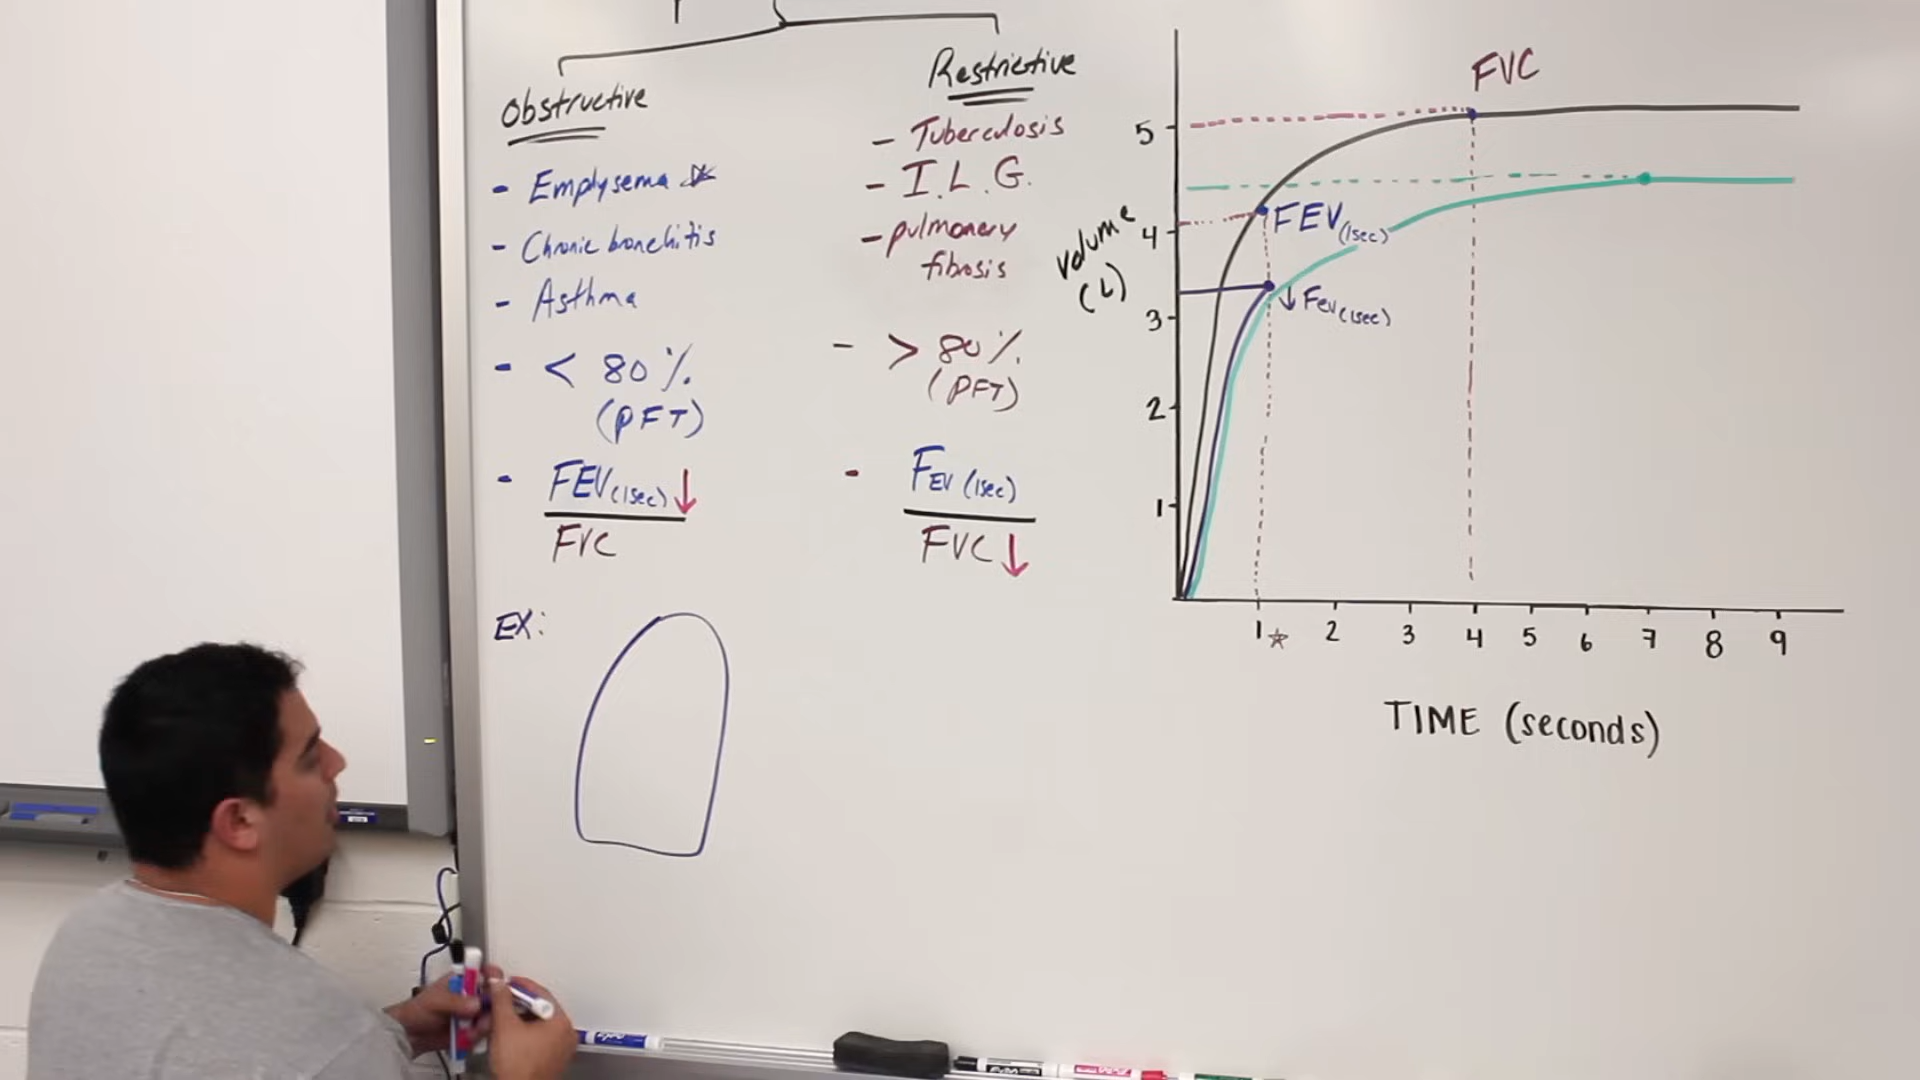 Obstructive
- Emplysema
- Chronic bronchitis
- Asthma
- < 80%
(PFT)
- FEV(1sec) ↓
FVC
EX:
Restrictive
- Tuberculosis
- I.L.G.
- pulmonary
fibrosis
- > 80%
(PFT)
- FEV (1sec)
FVC ↓
FVC
5
4
3
2
1
volume
(L)
FEV(1sec)
↓ FEV(1sec)
1 2 3 4 5 6 7 8 9
TIME (seconds)